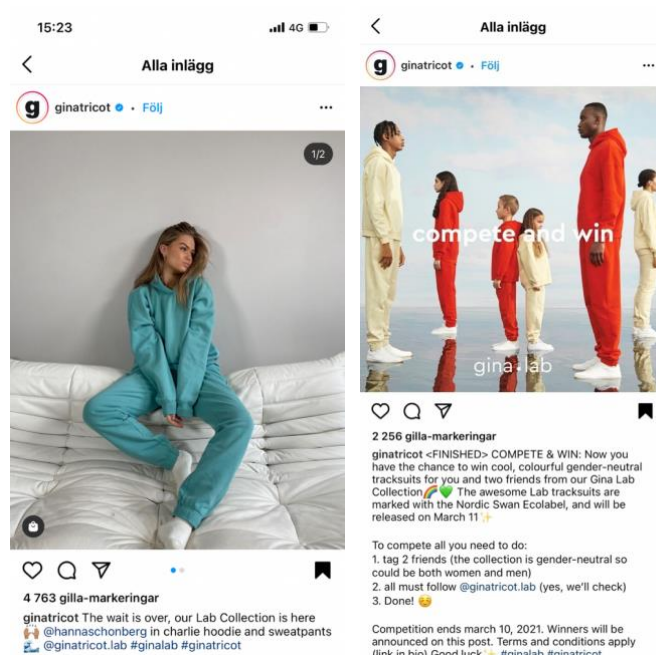 15:23
4G
Alla inlägg
g
ginatricot • Följ
1/2
4 763 gilla-markeringar
ginatricot The wait is over, our Lab Collection is here
🙌🏼 @hannaschonberg in charlie hoodie and sweatpants
🌊 @ginatricot.lab #ginalab #ginatricot
Alla inlägg
g
ginatricot • Följ
compete and win
gina•lab
2 256 gilla-markeringar
ginatricot <FINISHED> COMPETE & WIN: Now you
have the chance to win cool, colourful gender-neutral
tracksuits for you and two friends from our Gina Lab
Collection🌈💚 The awesome Lab tracksuits are
marked with the Nordic Swan Ecolabel, and will be
released on March 11✨
To compete all you need to do:
1. tag 2 friends (the collection is gender-neutral so
could be both women and men)
2. all must follow @ginatricot.lab (yes, we'll check)
3. Done! ☺️
Competition ends march 10, 2021. Winners will be
announced on this post. Terms and conditions apply
(link in bio) Good luck✨ #ginalab #ginatricot